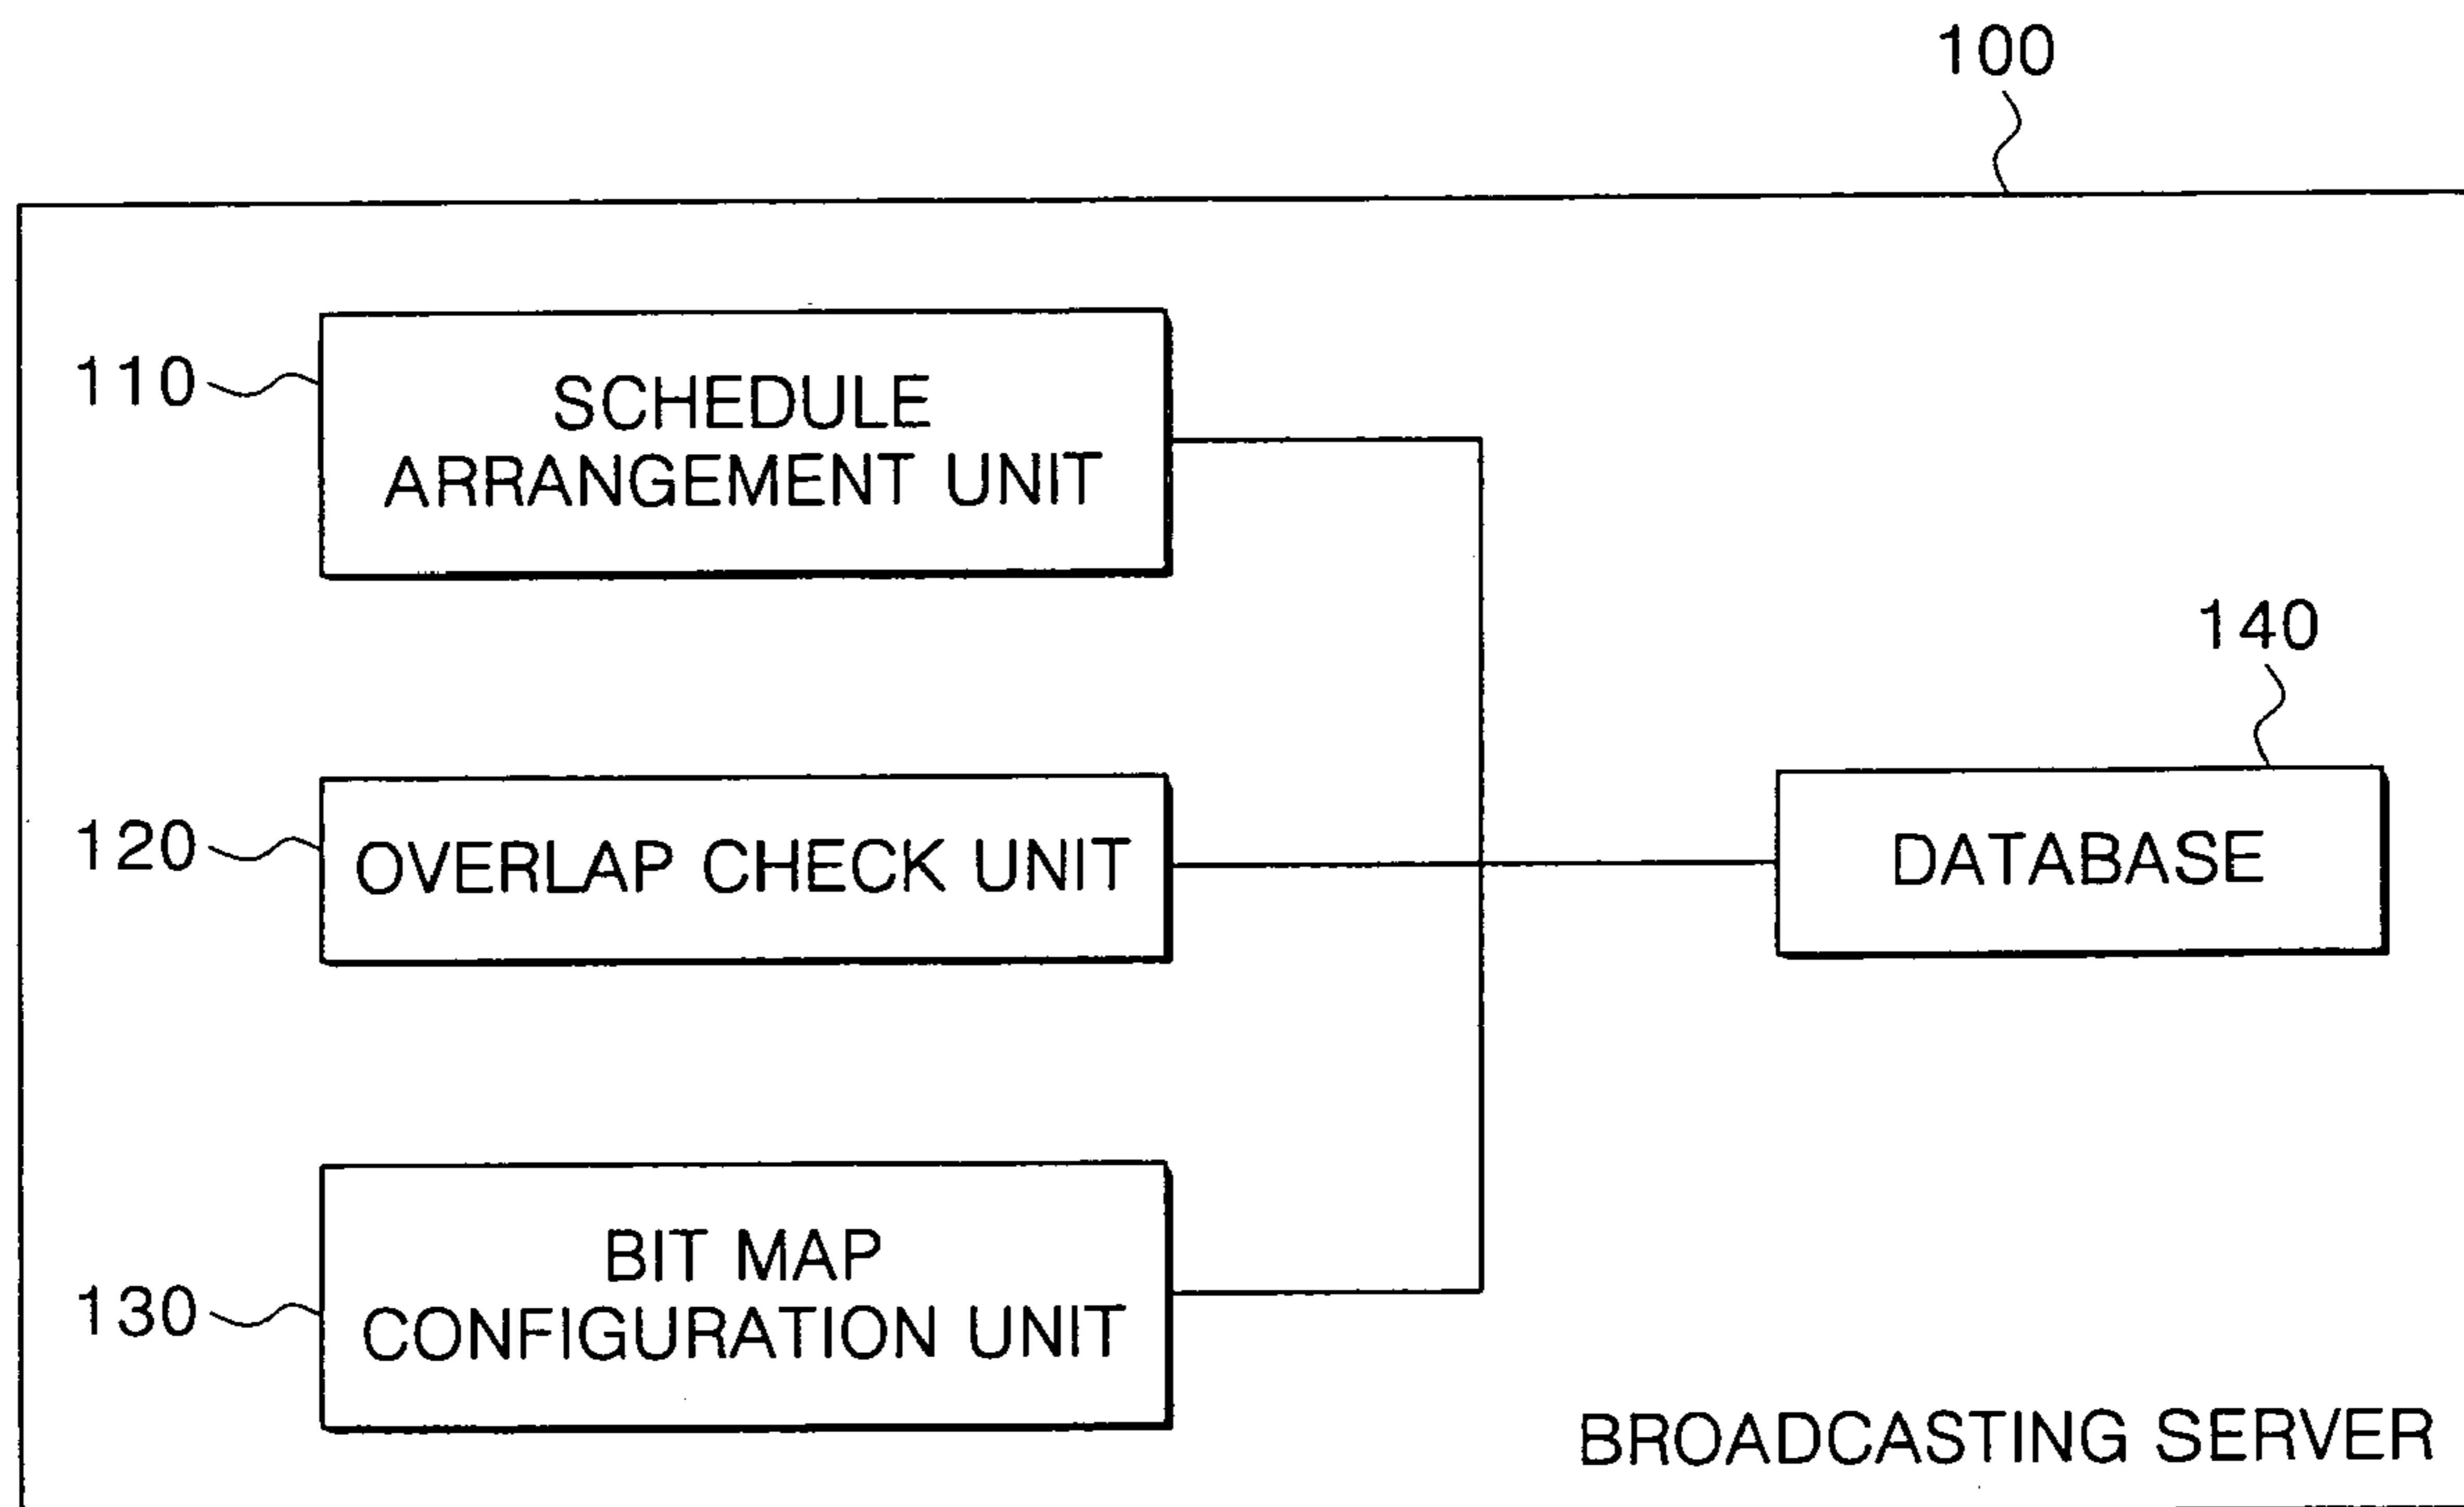 100
110
SCHEDULE
ARRANGEMENT UNIT
140
120
OVERLAP CHECK UNIT
DATABASE
130
BIT MAP
CONFIGURATION UNIT
BROADCASTING SERVER